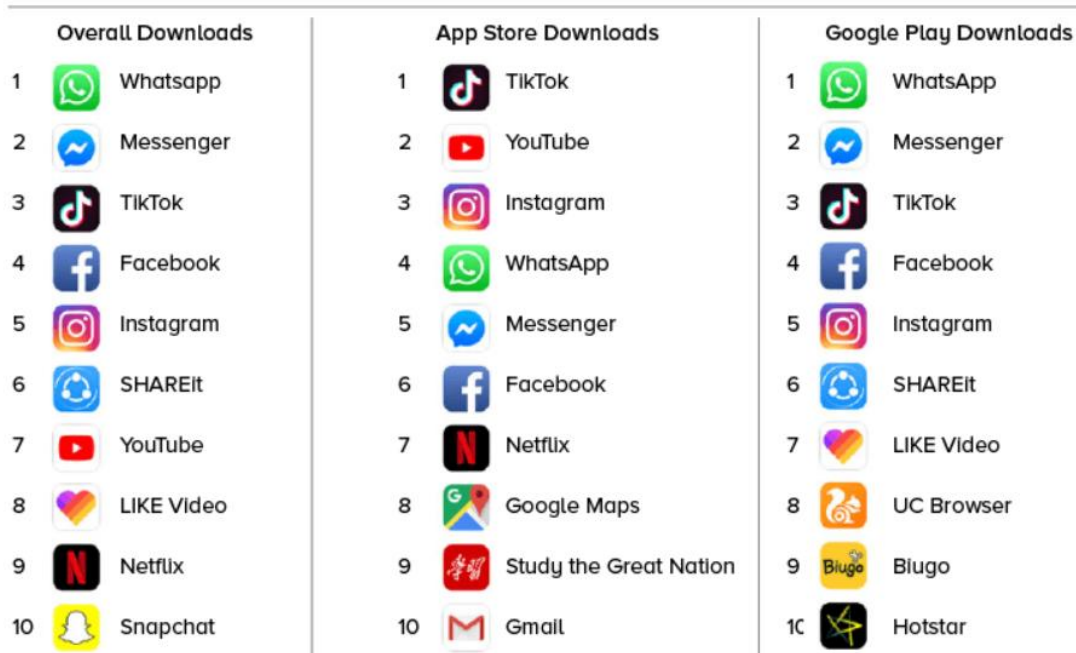 Overall Downloads
1 Whatsapp
2 Messenger
3 TikTok
4 Facebook
5 Instagram
6 SHAREit
7 YouTube
8 LIKE Video
9 Netflix
10 Snapchat
App Store Downloads
1 TikTok
2 YouTube
3 Instagram
4 WhatsApp
5 Messenger
6 Facebook
7 Netflix
8 Google Maps
9 Study the Great Nation
10 Gmail
Google Play Downloads
1 WhatsApp
2 Messenger
3 TikTok
4 Facebook
5 Instagram
6 SHAREit
7 LIKE Video
8 UC Browser
9 Biugo Biugo
10 Hotstar